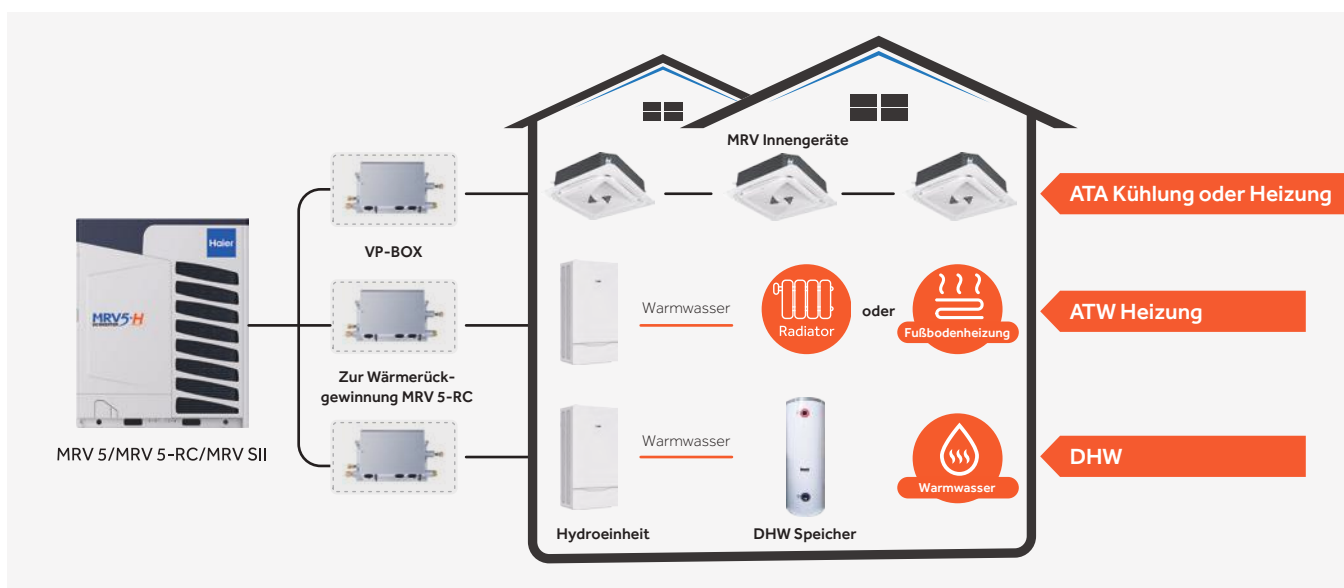 MRV Innengeräte
ATA Kühlung oder Heizung
VP-BOX
Haier
MRV5-H
Warmwasser
Radiator
oder
Fußbodenheizung
ATW Heizung
Zur Wärmerück-
gewinnung MRV 5-RC
MRV 5/MRV 5-RC/MRV SII
Warmwasser
Warmwasser
DHW
Hydroeinheit
DHW Speicher